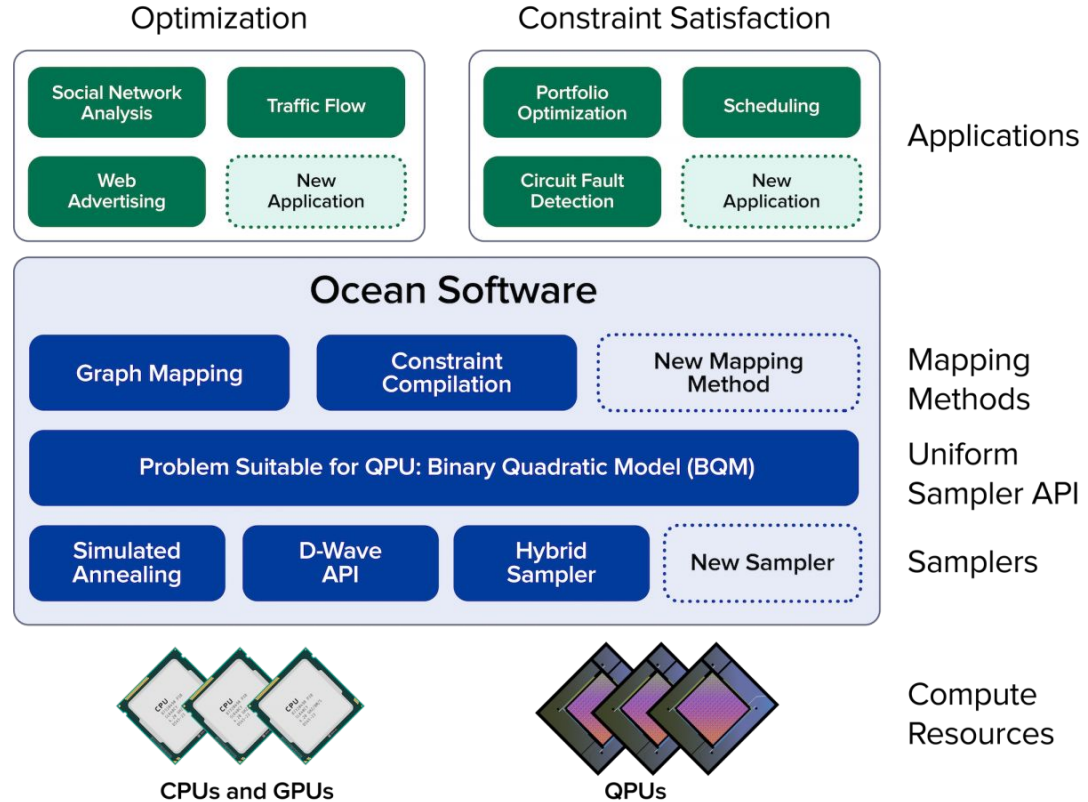 Optimization
Constraint Satisfaction
Social Network
Analysis
Traffic Flow
Web
Advertising
New
Application
Portfolio
Optimization
Scheduling
Circuit Fault
Detection
New
Application
Applications
Ocean Software
Graph Mapping
Constraint
Compilation
New Mapping
Method
Mapping
Methods
Problem Suitable for QPU: Binary Quadratic Model (BQM)
Uniform
Sampler API
Simulated
Annealing
D-Wave
API
Hybrid
Sampler
New Sampler
Samplers
CPU
CPU
CPU
Compute
Resources
CPUs and GPUs
QPUs